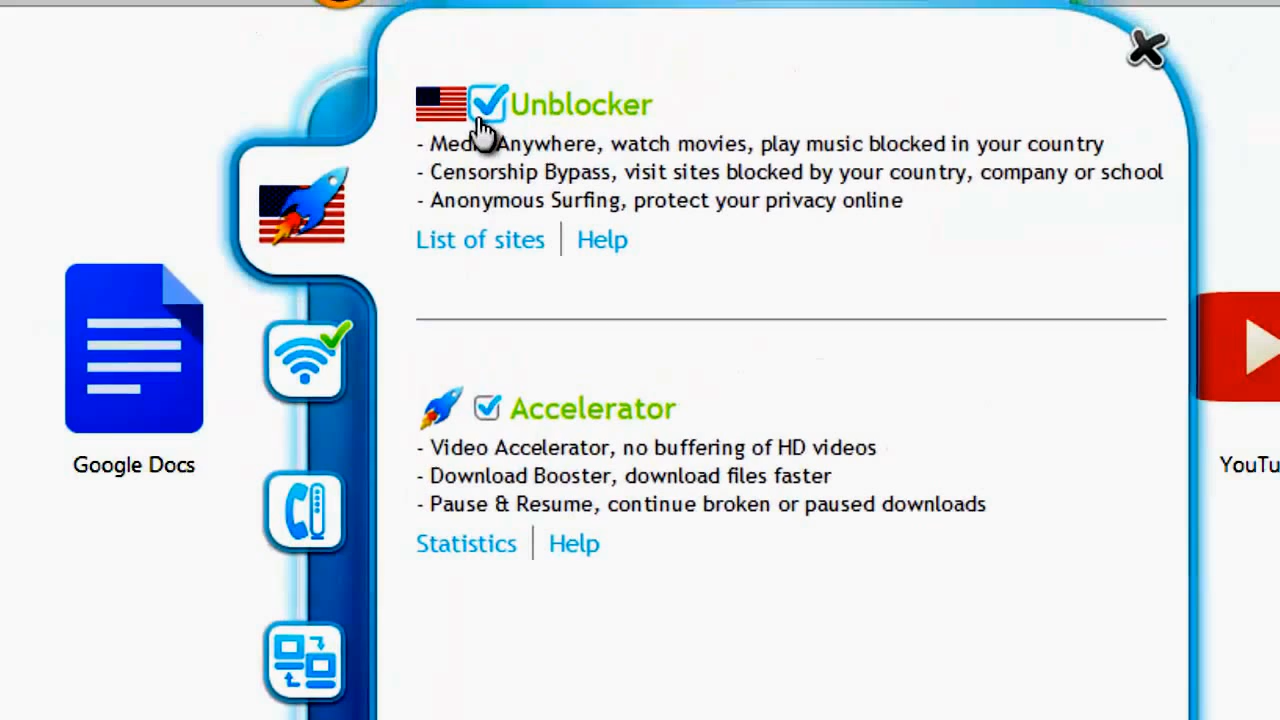 Unblocker
- Media Anywhere, watch movies, play music blocked in your country
- Censorship Bypass, visit sites blocked by your country, company or school
- Anonymous Surfing, protect your privacy online
List of sites | Help
Accelerator
- Video Accelerator, no buffering of HD videos
- Download Booster, download files faster
- Pause & Resume, continue broken or paused downloads
Statistics | Help
Google Docs
YouTu